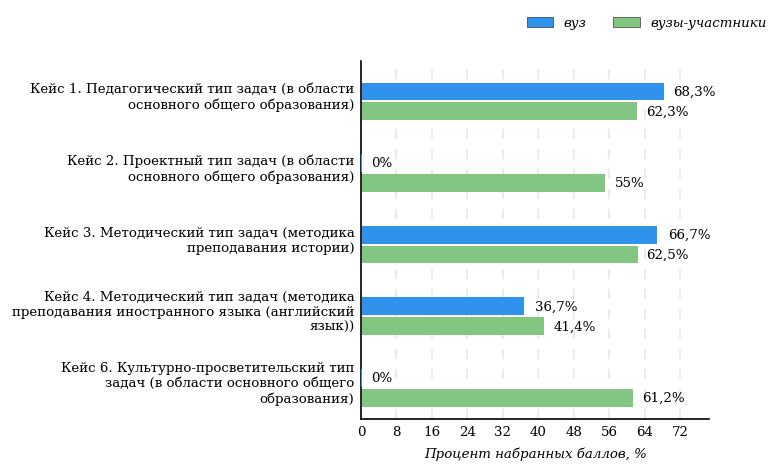 вуз вузы-участники
Кейс 1. Педагогический тип задач (в области
основного общего образования)
68,3%
62,3%
Кейс 2. Проектный тип задач (в области
основного общего образования)
0%
55%
Кейс 3. Методический тип задач (методика
преподавания истории)
66,7%
62,5%
Кейс 4. Методический тип задач (методика
преподавания иностранного языка (английский
язык))
36,7%
41,4%
Кейс 6. Культурно-просветительский тип
задач (в области основного общего
образования)
0%
61,2%
0 8 16 24 32 40 48 56 64 72
Процент набранных баллов, %